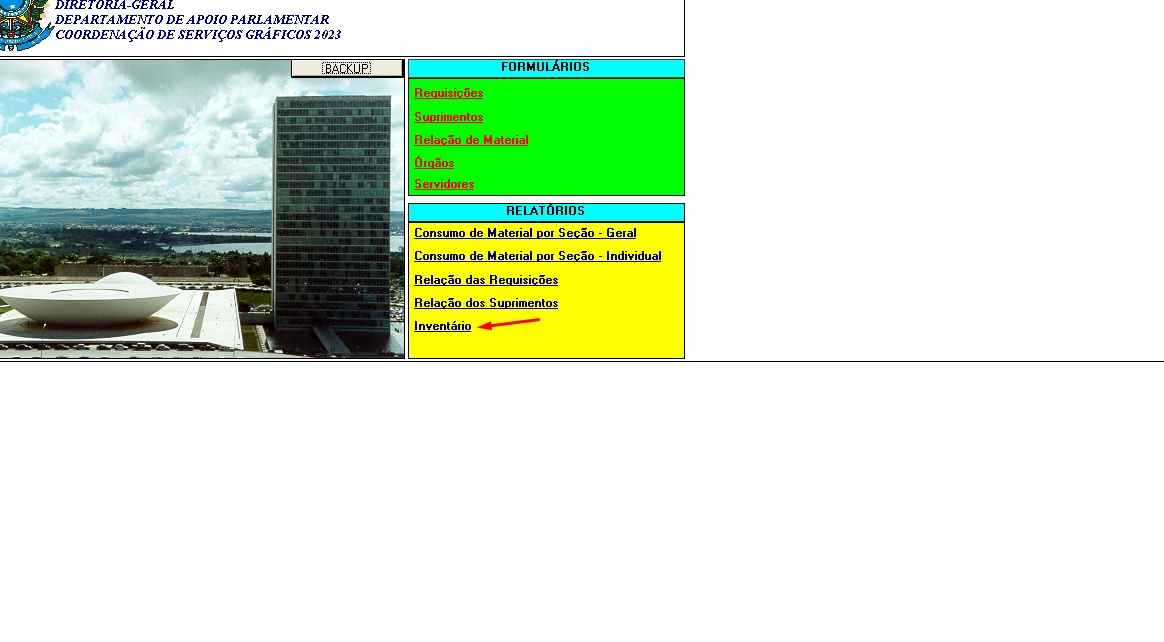 DIRETORIA-GERAL
DEPARTAMENTO DE APOIO PARLAMENTAR
COORDENAÇÃO DE SERVIÇOS GRÁFICOS 2023
BACKUP
FORMULÁRIOS
Requisições
Suprimentos
Relação de Material
Órgãos
Servidores
RELATÓRIOS
Consumo de Material por Seção - Geral
Consumo de Material por Seção - Individual
Relação das Requisições
Relação dos Suprimentos
Inventário